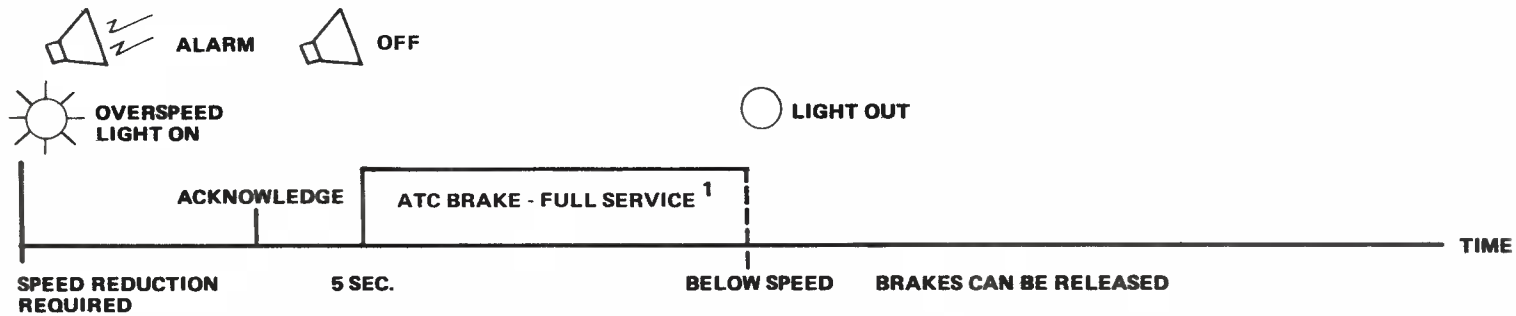 ALARM
OFF
OVERSPEED
LIGHT ON
LIGHT OUT
ACKNOWLEDGE
ATC BRAKE - FULL SERVICE 1
TIME
SPEED REDUCTION
REQUIRED
5 SEC.
BELOW SPEED
BRAKES CAN BE RELEASED